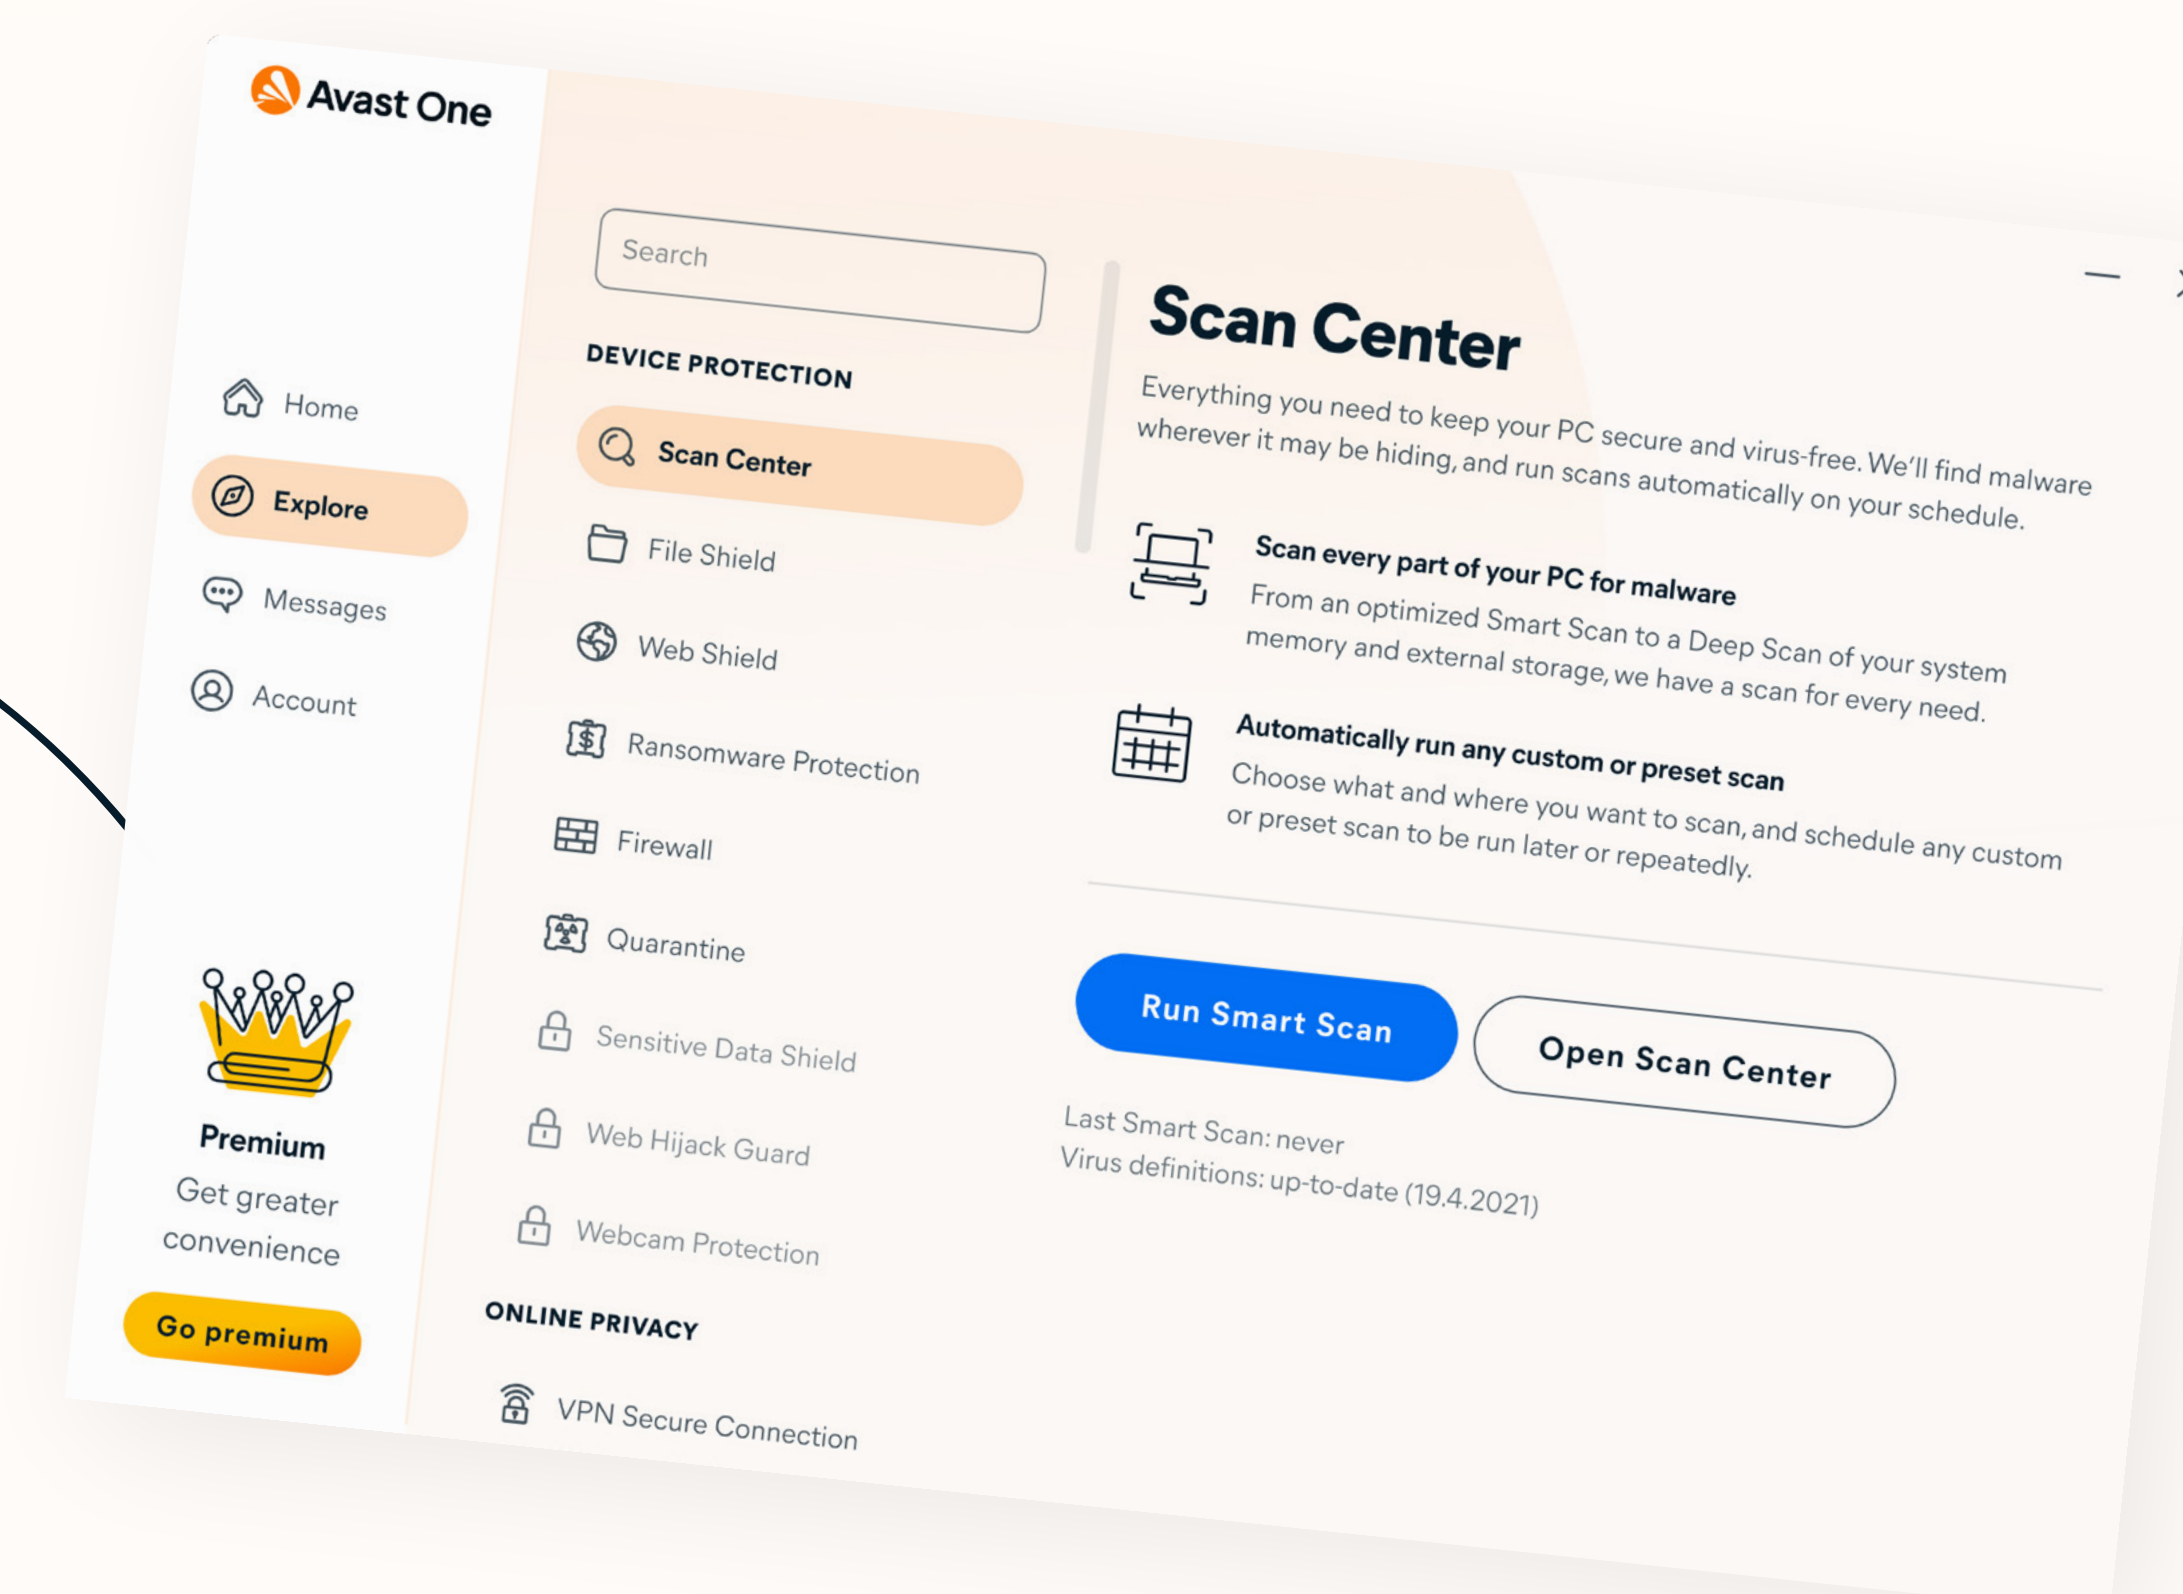 Avast One
Home
Explore
Messages
Account
Premium
Get greater
convenience
Go premium
Search
DEVICE PROTECTION
Scan Center
File Shield
Web Shield
Ransomware Protection
Firewall
Quarantine
Sensitive Data Shield
Web Hijack Guard
Webcam Protection
ONLINE PRIVACY
VPN Secure Connection
Scan Center
Everything you need to keep your PC secure and virus-free. We'll find malware
wherever it may be hiding, and run scans automatically on your schedule.
Scan every part of your PC for malware
From an optimized Smart Scan to a Deep Scan of your system
memory and external storage, we have a scan for every need.
Automatically run any custom or preset scan
Choose what and where you want to scan, and schedule any custom
or preset scan to be run later or repeatedly.
Run Smart Scan
Open Scan Center
Last Smart Scan: never
Virus definitions: up-to-date (19.4.2021)